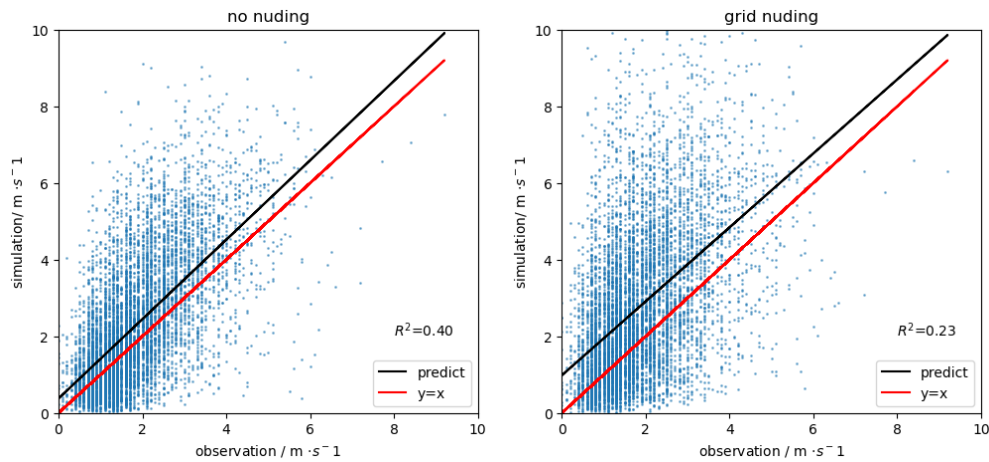 no nuding
10
8
6
4
2
0
simulation/ m ·s⁻1
R²=0.40
predict
y=x
0 2 4 6 8 10
observation / m ·s⁻1
grid nuding
10
8
6
4
2
0
simulation/ m ·s⁻1
R²=0.23
predict
y=x
0 2 4 6 8 10
observation / m ·s⁻1